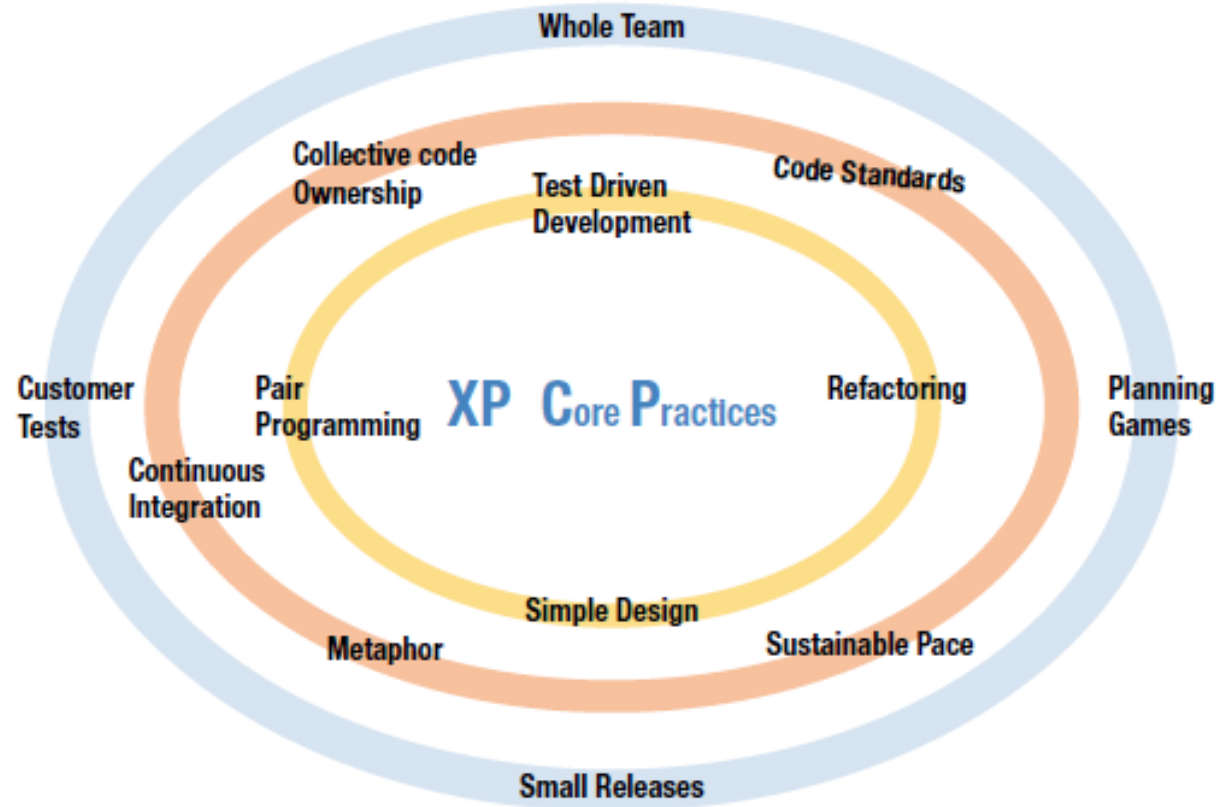 Whole Team
Collective code
Ownership
Test Driven
Development
Code Standards
Customer
Tests
Pair
Programming
XP Core Practices
Refactoring
Planning
Games
Continuous
Integration
Simple Design
Metaphor
Sustainable Pace
Small Releases